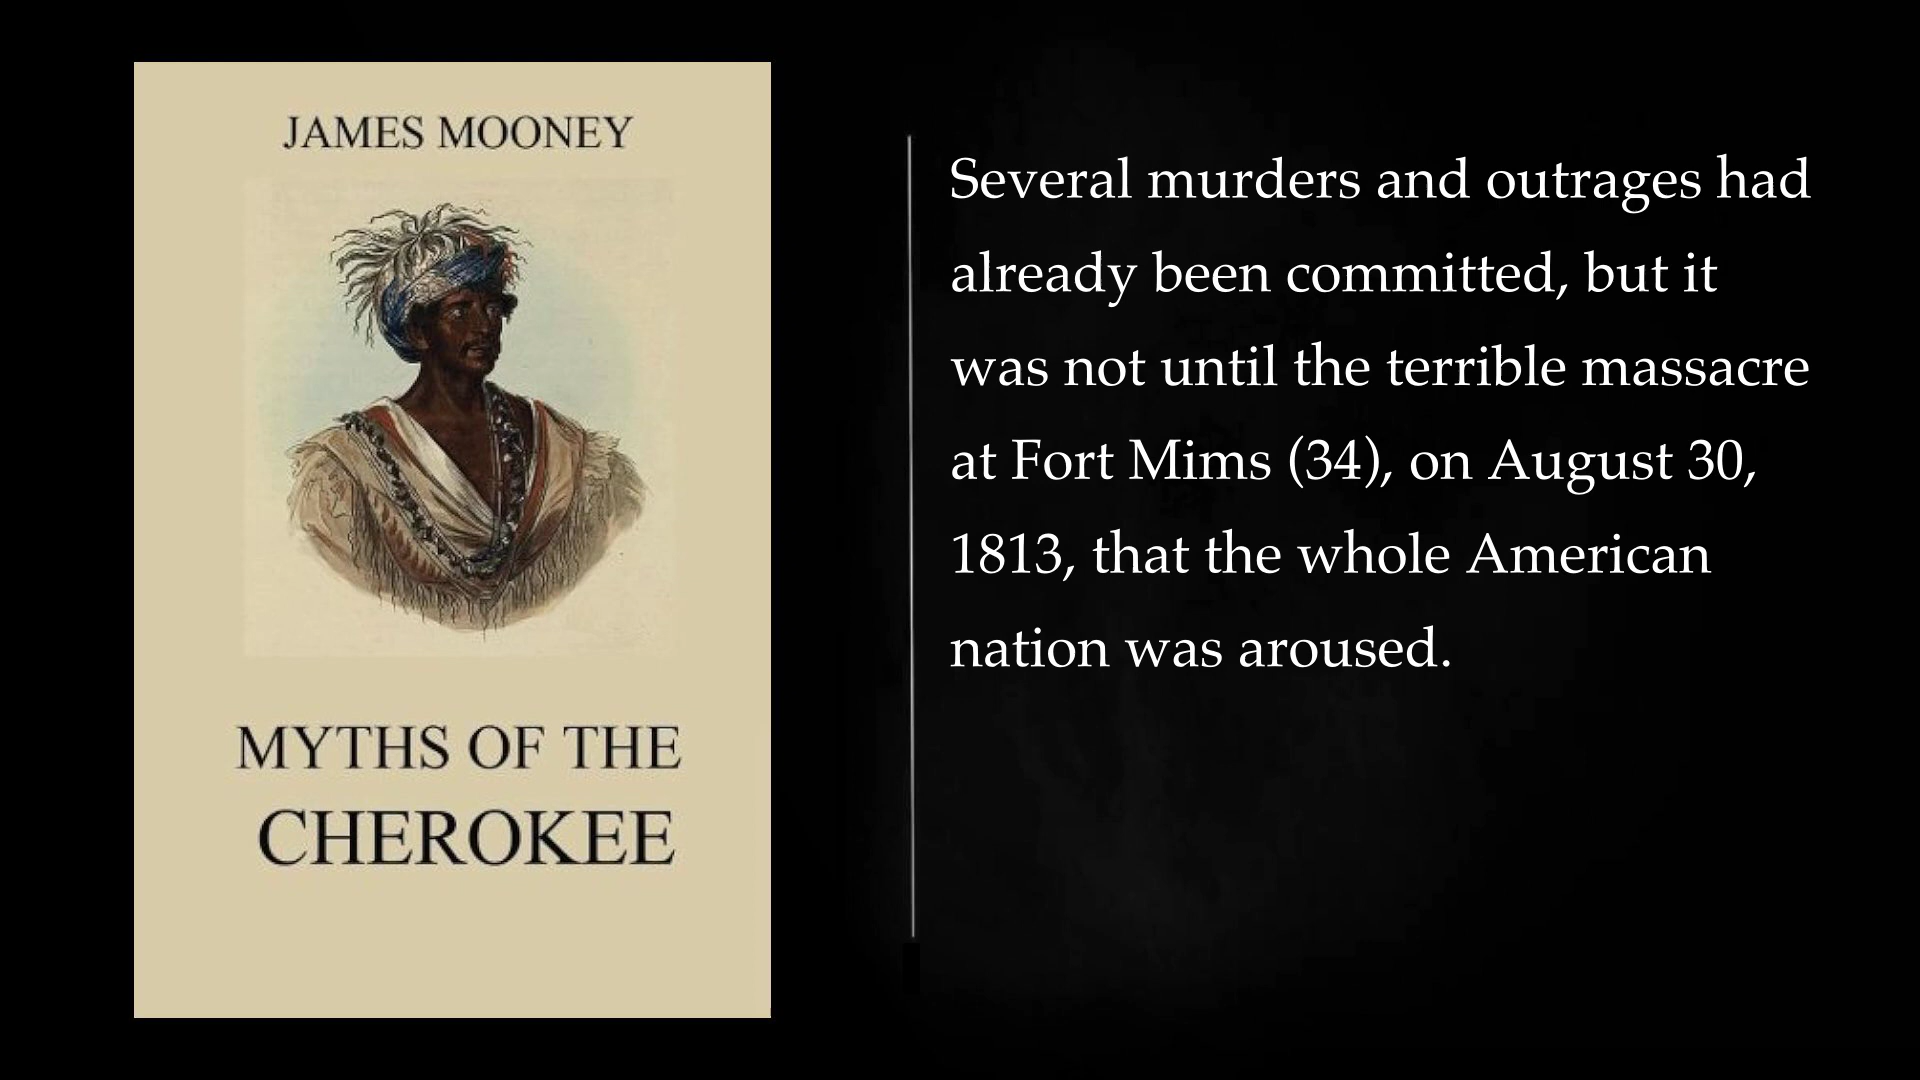 JAMES MOONEY
MYTHS OF THE
CHEROKEE
Several murders and outrages had
already been committed, but it
was not until the terrible massacre
at Fort Mims (34), on August 30,
1813, that the whole American
nation was aroused.